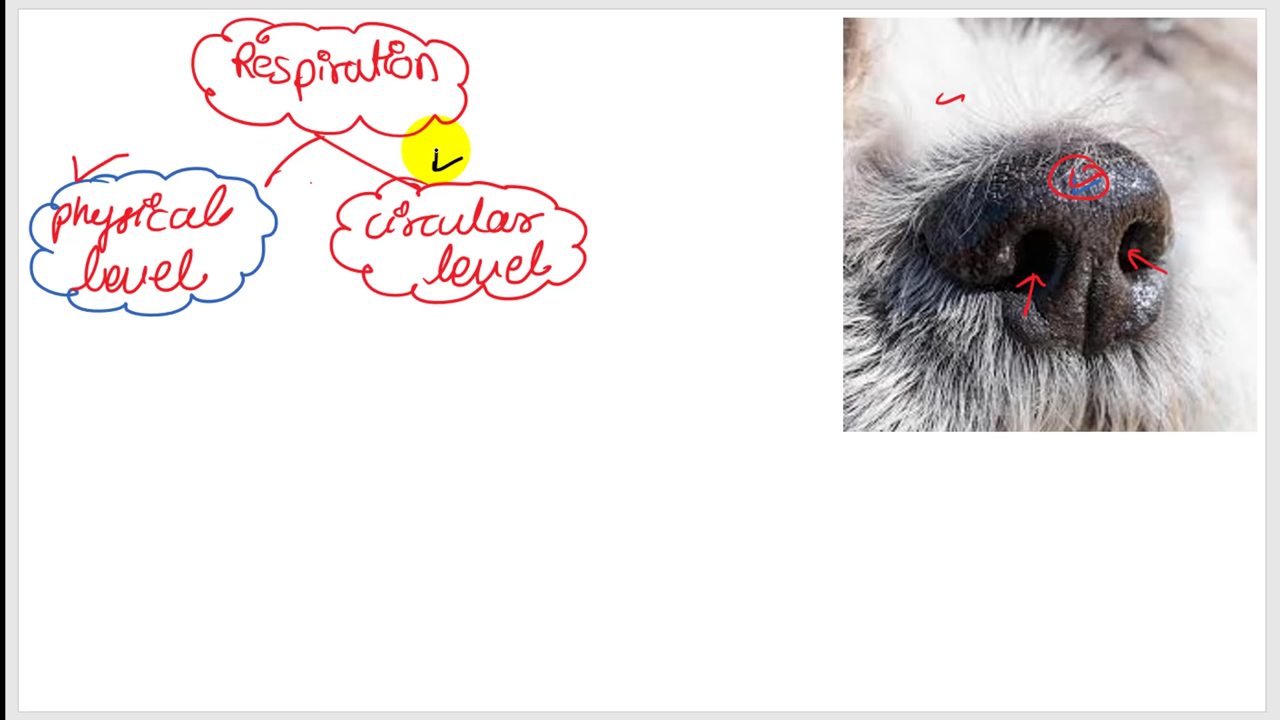 Respiration
physical
level
circular
level